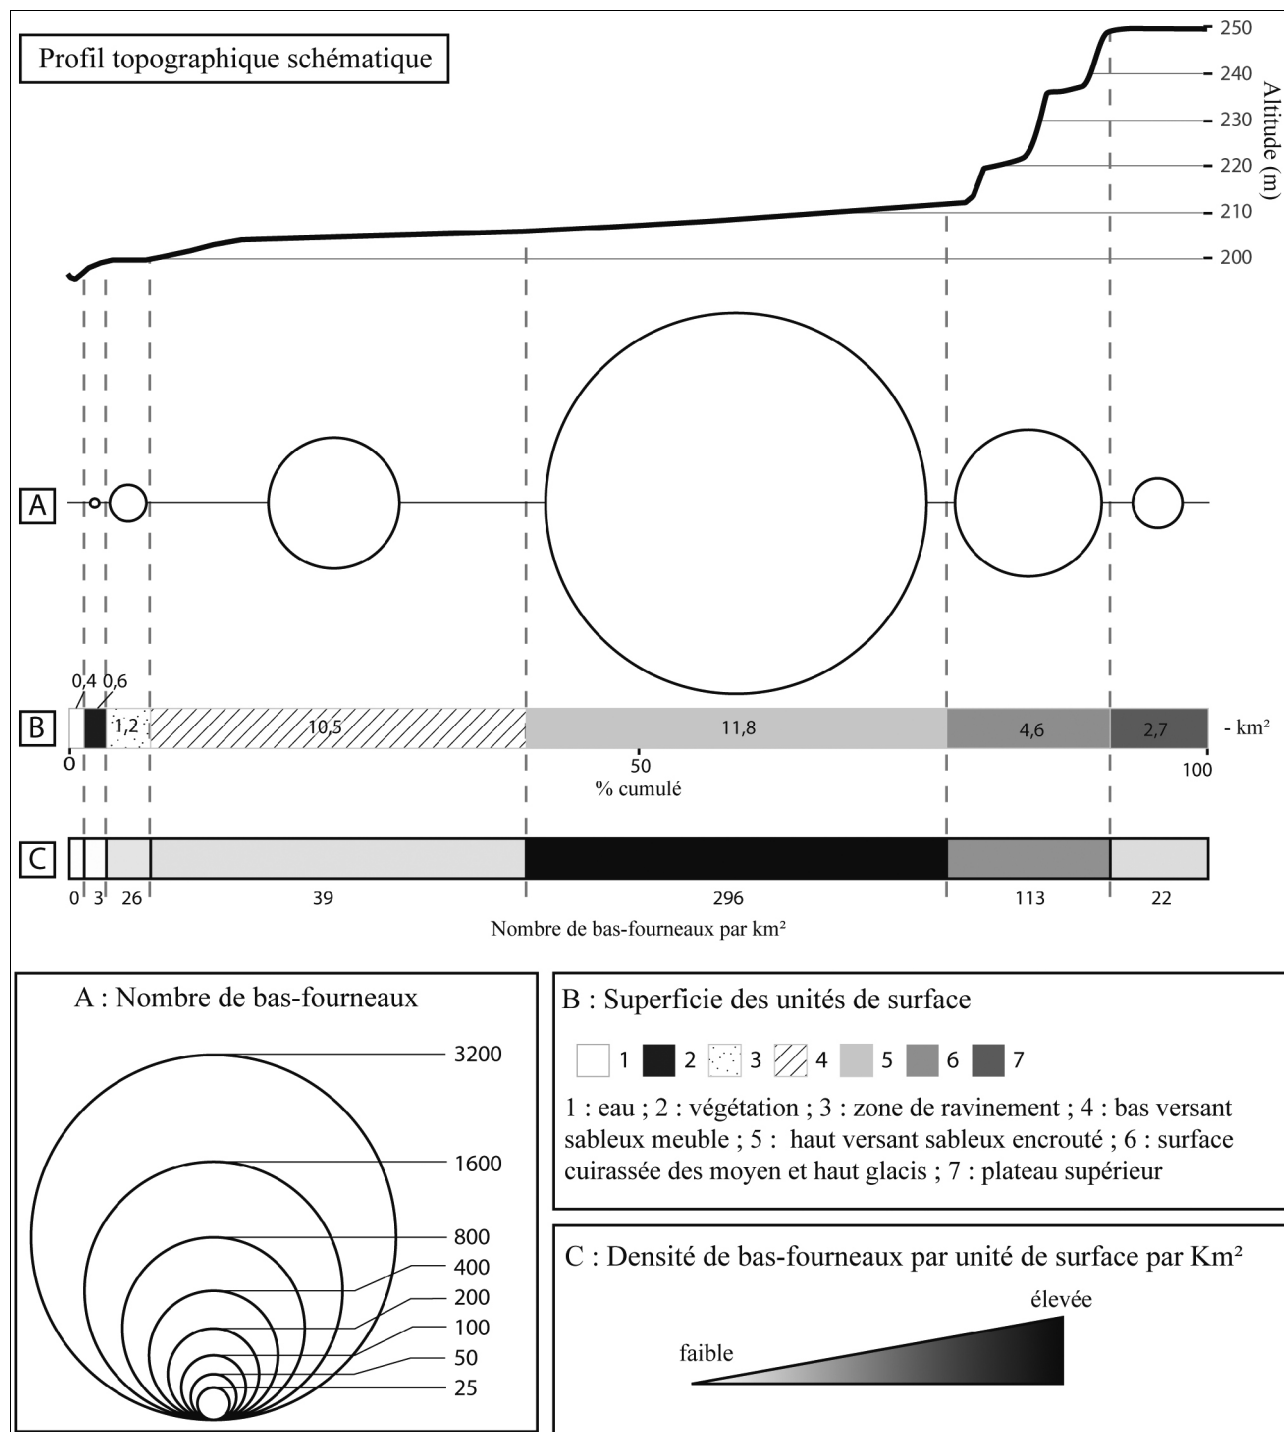 Profil topographique schématique
250
240
230
220
210
200
Altitude (m)
A
0,4 0,6
B
1,2
10,5
11,8
4,6
2,7
- km²
0
50
100
% cumulé
C
0 3 26 39 296 113 22
Nombre de bas-fourneaux par km²
A : Nombre de bas-fourneaux
3200
1600
800
400
200
100
50
25
B : Superficie des unités de surface
1 2 3 4 5 6 7
1 : eau ; 2 : végétation ; 3 : zone de ravinement ; 4 : bas versant
sableux meuble ; 5 : haut versant sableux encrouté ; 6 : surface
cuirassée des moyen et haut glacis ; 7 : plateau supérieur
C : Densité de bas-fourneaux par unité de surface par Km²
élevée
faible